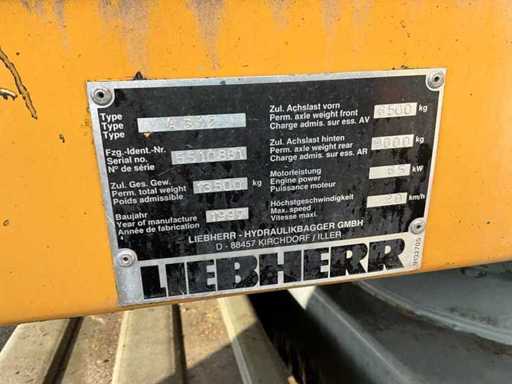 Type
Type
Type
Fzg.-Ident.-Nr.
Serial no.
N° de série
Zul. Ges. Gew.
Perm. total weight 13500 kg
Poids admissible
Baujahr
Year of manufacture 1997
Année de fabrication
Zul. Achslast vorn
Perm. axle weight front kg
Charge admis. sur ess. AV
Zul. Achslast hinten
Perm. axle weight rear kg
Charge admis. sur ess. AR
Motorleistung
Engine power kW
Puissance moteur
Höchstgeschwindigkeit
Max. speed 20 km/h
Vitesse maxi.
LIEBHERR - HYDRAULIKBAGGER GMBH
D - 88457 KIRCHDORF / ILLER
LIEBHERR